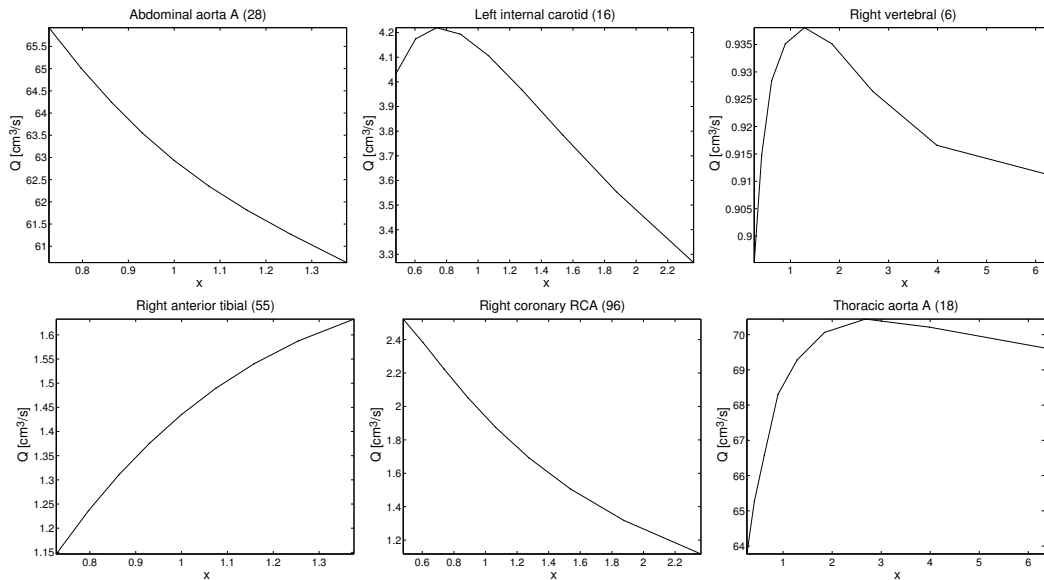 Abdominal aorta A (28)
Q [cm³/s]
65.5
65
64.5
64
63.5
63
62.5
62
61.5
61
0.8 0.9 1 1.1 1.2 1.3
x
Left internal carotid (16)
Q [cm³/s]
4.2
4.1
4
3.9
3.8
3.7
3.6
3.5
3.4
3.3
0.6 0.8 1 1.2 1.4 1.6 1.8 2 2.2
x
Right vertebral (6)
Q [cm³/s]
0.935
0.93
0.925
0.92
0.915
0.91
0.905
0.9
1 2 3 4 5 6
x
Right anterior tibial (55)
Q [cm³/s]
1.6
1.55
1.5
1.45
1.4
1.35
1.3
1.25
1.2
1.15
0.8 0.9 1 1.1 1.2 1.3
x
Right coronary RCA (96)
Q [cm³/s]
2.4
2.2
2
1.8
1.6
1.4
1.2
0.6 0.8 1 1.2 1.4 1.6 1.8 2 2.2
x
Thoracic aorta A (18)
Q [cm³/s]
70
69
68
67
66
65
64
1 2 3 4 5 6
x